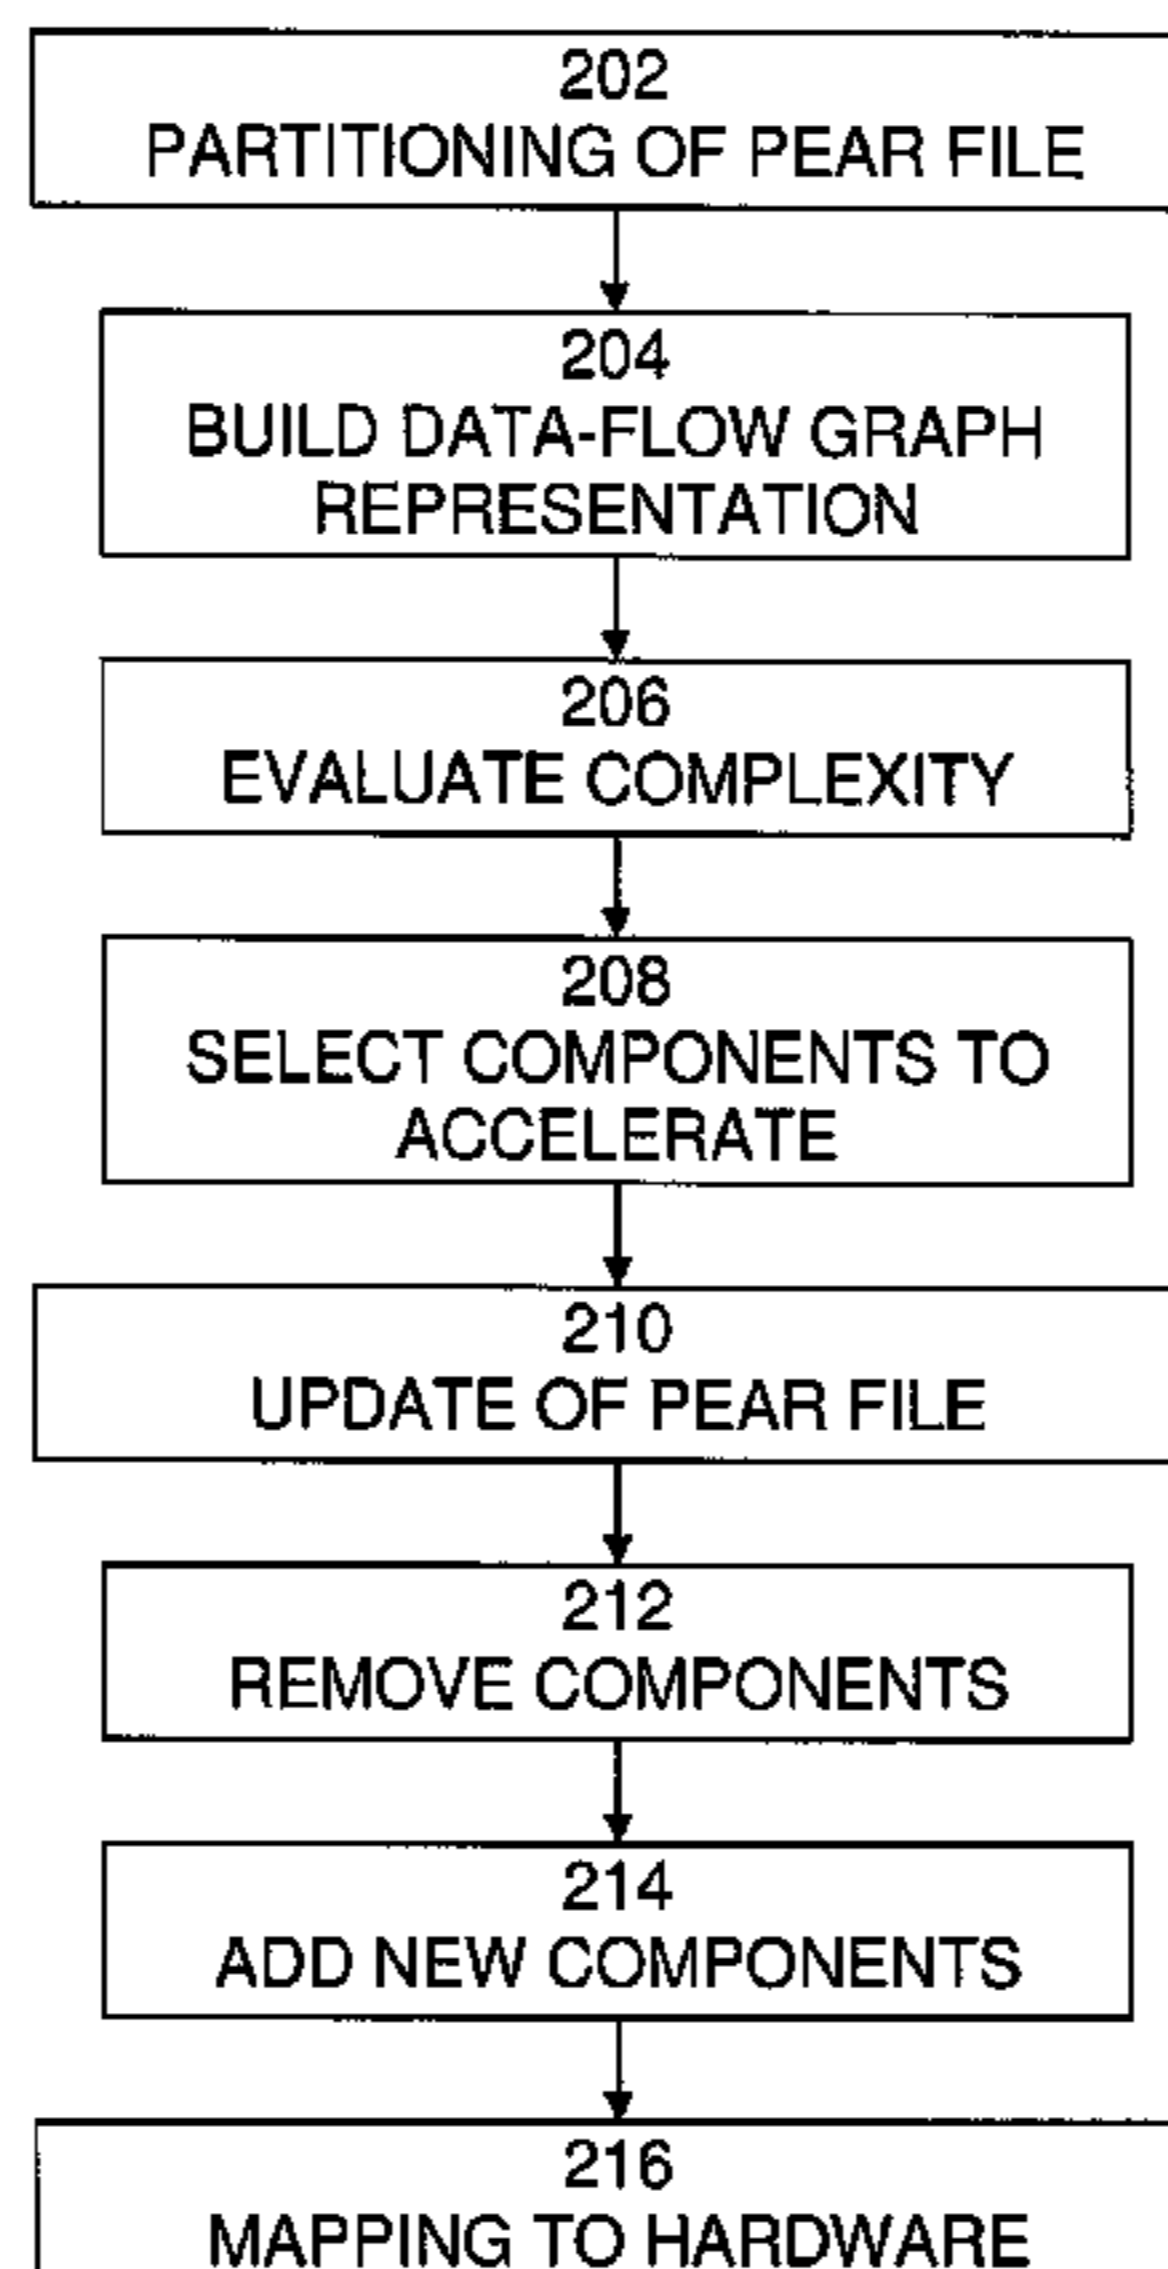 202
PARTITIONING OF PEAR FILE
204
BUILD DATA-FLOW GRAPH
REPRESENTATION
206
EVALUATE COMPLEXITY
208
SELECT COMPONENTS TO
ACCELERATE
210
UPDATE OF PEAR FILE
212
REMOVE COMPONENTS
214
ADD NEW COMPONENTS
216
MAPPING TO HARDWARE